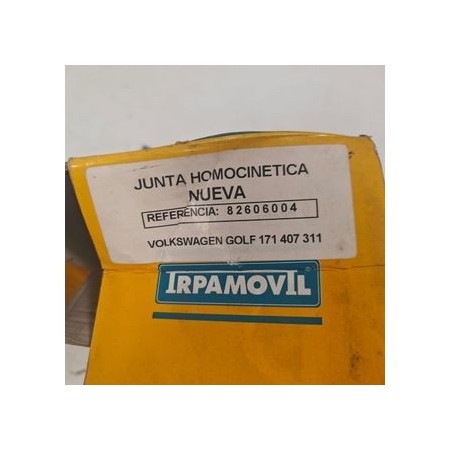 JUNTA HOMOCINETICA
NUEVA
REFERENCIA: 82606004
VOLKSWAGEN GOLF 171 407 311
IRPAMOVIL